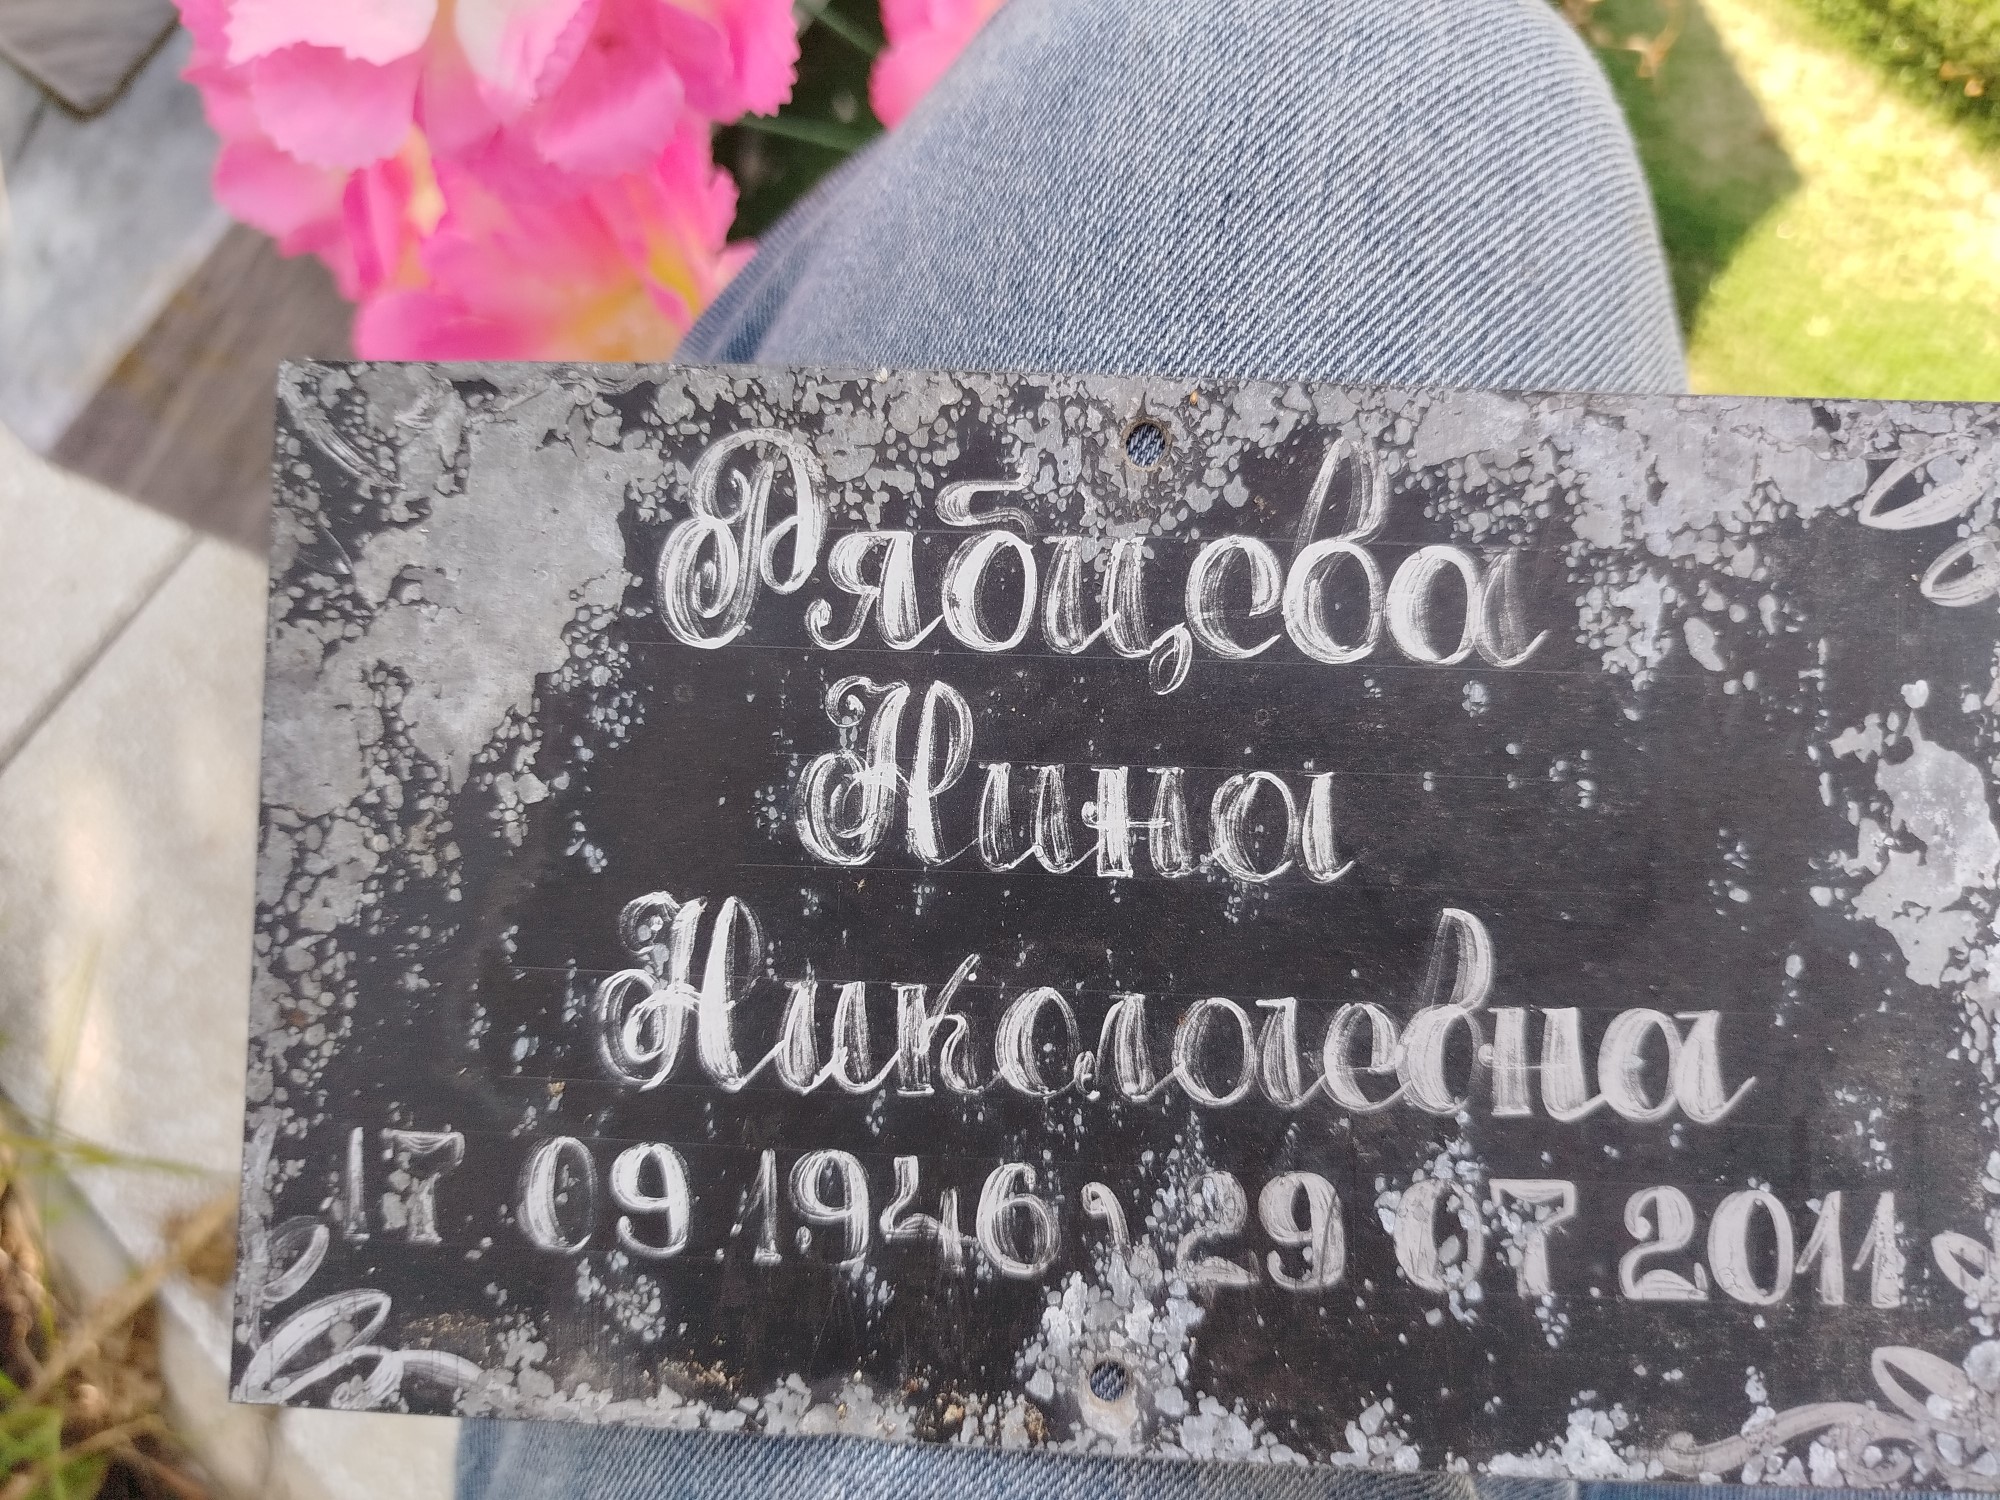 Рябцева
Нина
Николаевна
17 09 1946 г 29 07 2011